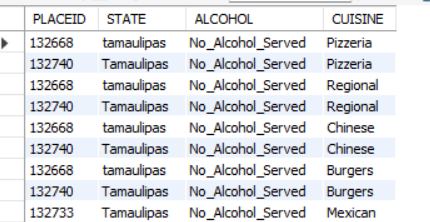 PLACEID STATE ALCOHOL CUISINE
132668 tamaulipas No_Alcohol_Served Pizzeria
132740 Tamaulipas No_Alcohol_Served Pizzeria
132668 tamaulipas No_Alcohol_Served Regional
132740 Tamaulipas No_Alcohol_Served Regional
132668 tamaulipas No_Alcohol_Served Chinese
132740 Tamaulipas No_Alcohol_Served Chinese
132668 tamaulipas No_Alcohol_Served Burgers
132740 Tamaulipas No_Alcohol_Served Burgers
132733 Tamaulipas No_Alcohol_Served Mexican